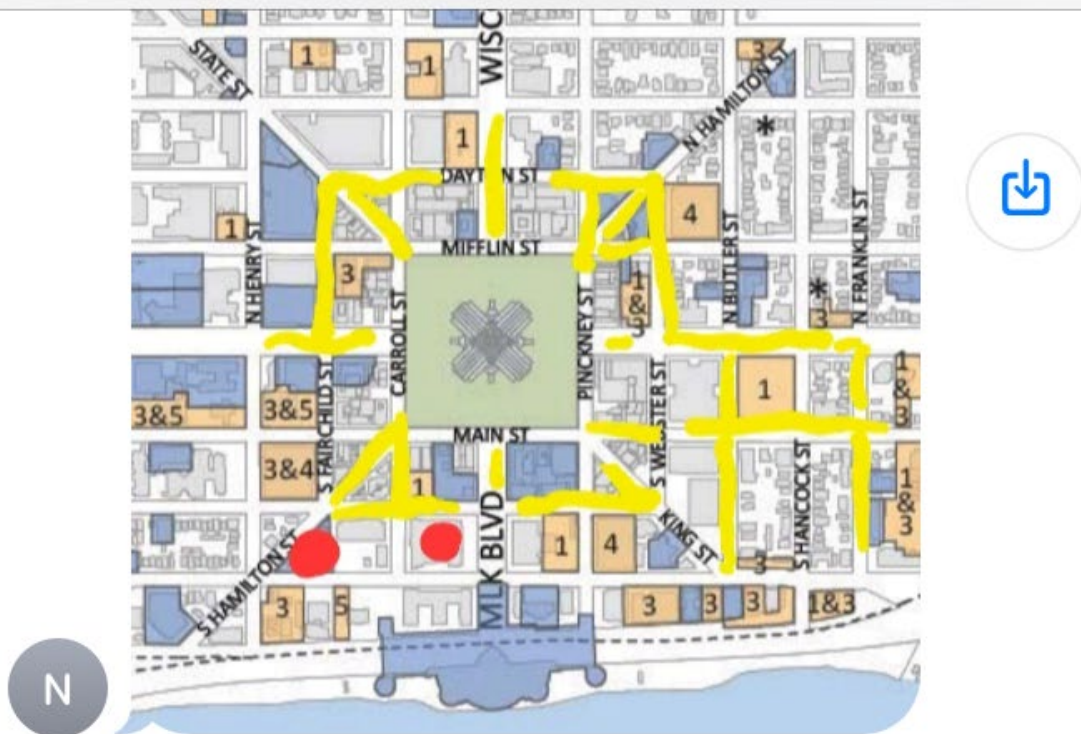 STATE ST
1
1
WISC
3
N HAMILTON ST
*
1
DAYTON ST
4
1
N HENRY ST
MIFFLIN ST
N BUTLER ST
N FRANKLIN ST
3
CARROLL ST
PINCKNEY ST
1
&
3
*
3
3&5
3&5
S FAIRCHILD ST
S WEBSTER ST
1
1
&
3
MAIN ST
3&4
1
S HANCOCK ST
1
&
3
S HAMILTON ST
MLK BLVD
1
4
KING ST
3
3
5
3
3
3
1&3
N